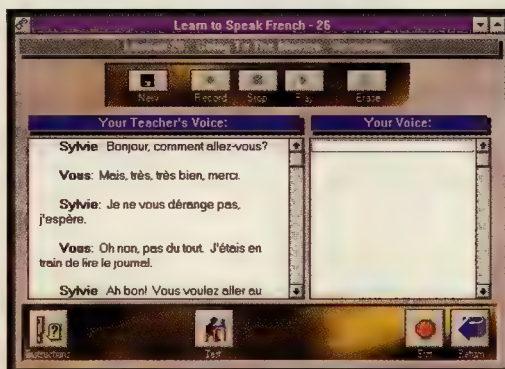 Learn to Speak French - 26
New Record Stop Play Erase
Your Teacher's Voice:
Your Voice:
Sylvie Bonjour, comment allez-vous?
Vous: Mais, très, très bien, merci.
Sylvie: Je ne vous dérange pas,
j'espère.
Vous: Oh non, pas du tout. J'étais en
train de lire le journal.
Sylvie Ah bon! Vous voulez aller au
Instructions Text Exit Return